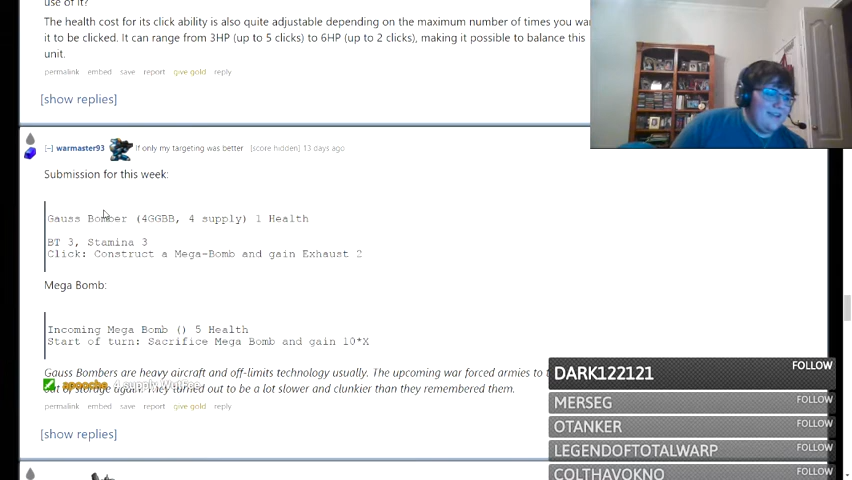 use of it?
The health cost for its click ability is also quite adjustable depending on the maximum number of times you wa
it to be clicked. It can range from 3HP (up to 5 clicks) to 6HP (up to 2 clicks), making it possible to balance this
unit.
permalink embed save report give gold reply
[show replies]
[–] warmaster93 If only my targeting was better [score hidden] 13 days ago
Submission for this week:
Gauss Bomber (4GGBB, 4 supply) 1 Health
BT 3, Stamina 3
Click: Construct a Mega-Bomb and gain Exhaust 2
Mega Bomb:
Incoming Mega Bomb () 5 Health
Start of turn: Sacrifice Mega Bomb and gain 10*X
Gauss Bombers are heavy aircraft and off-limits technology usually. The upcoming war forced armies to t
4 supply
out of storage again. They turned out to be a lot slower and clunkier than they remembered them.
permalink embed save report give gold reply
[show replies]
DARK122121 FOLLOW
MERSEG FOLLOW
OTANKER FOLLOW
LEGENDOFTOTALWARP FOLLOW
COLTHAVOKNO FOLLOW